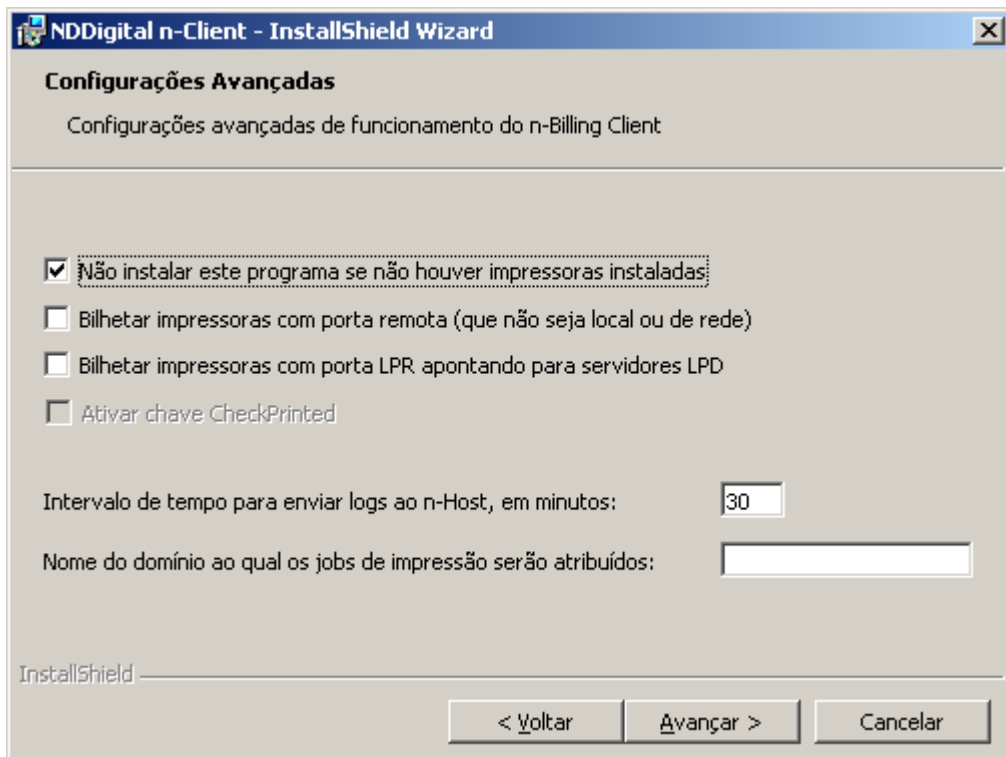 NDDigital n-Client - InstallShield Wizard
Configurações Avançadas
Configurações avançadas de funcionamento do n-Billing Client
Não instalar este programa se não houver impressoras instaladas
Bilhetar impressoras com porta remota (que não seja local ou de rede)
Bilhetar impressoras com porta LPR apontando para servidores LPD
Ativar chave CheckPrinted
Intervalo de tempo para enviar logs ao n-Host, em minutos: 30
Nome do domínio ao qual os jobs de impressão serão atribuídos:
InstallShield
< Voltar Avançar > Cancelar